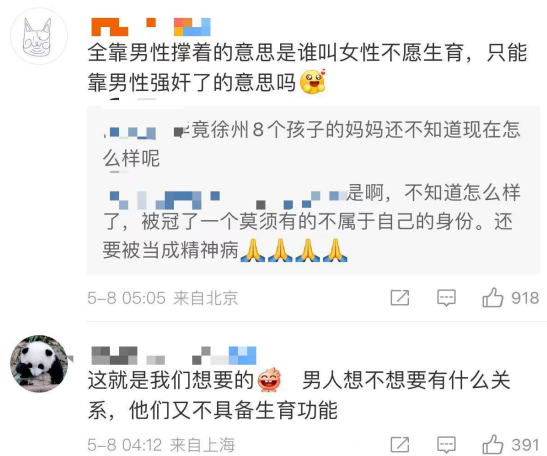 全靠男性撑着的意思是谁叫女性不愿生育，只能
靠男性强奸了的意思吗🥰
竟徐州8个孩子的妈妈还不知道现在怎
么样呢
是啊，不知道怎么样
了，被冠了一个莫须有的不属于自己的身份。还
要被当成精神病🙏🙏🙏🙏
5-8 05:05 来自北京
918
这就是我们想要的 男人想不想要有什么关
系，他们又不具备生育功能
5-8 04:12 来自上海
391